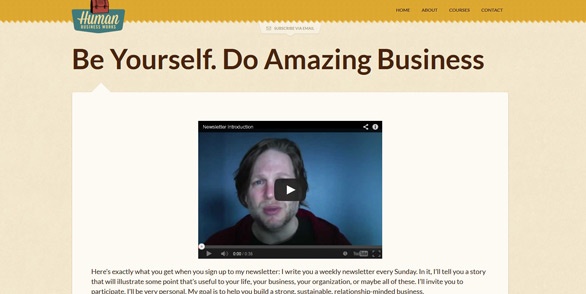 Human
BUSINESS WORKS
HOME ABOUT COURSES CONTACT
SUBSCRIBE VIA EMAIL
Be Yourself. Do Amazing Business
Newsletter Introduction
0:00 /
YouTube
Here's exactly what you get when you sign up to my newsletter: I write you a weekly newsletter every Sunday. In it, I'll tell you a story
that will illustrate some point that's useful to your life, your business, your organization, or maybe all of these. I'll invite you to
participate. I'll be very personal. My goal is to help you build a strong, sustainable, relationship-minded business.